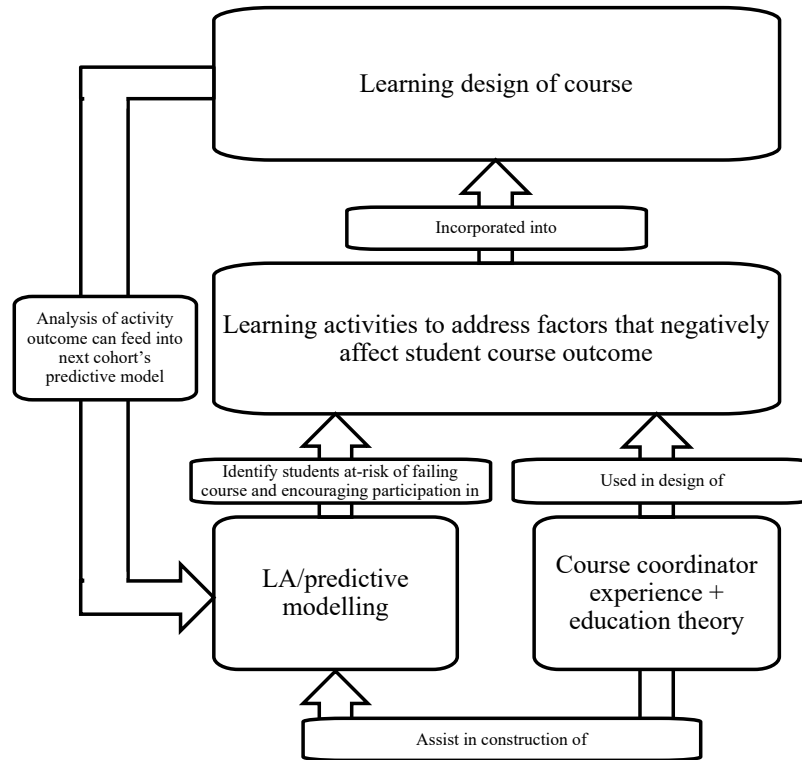 Learning design of course
Incorporated into
Analysis of activity
outcome can feed into
next cohort’s
predictive model
Learning activities to address factors that negatively
affect student course outcome
Identify students at-risk of failing
course and encouraging participation in
Used in design of
LA/predictive
modelling
Course coordinator
experience +
education theory
Assist in construction of